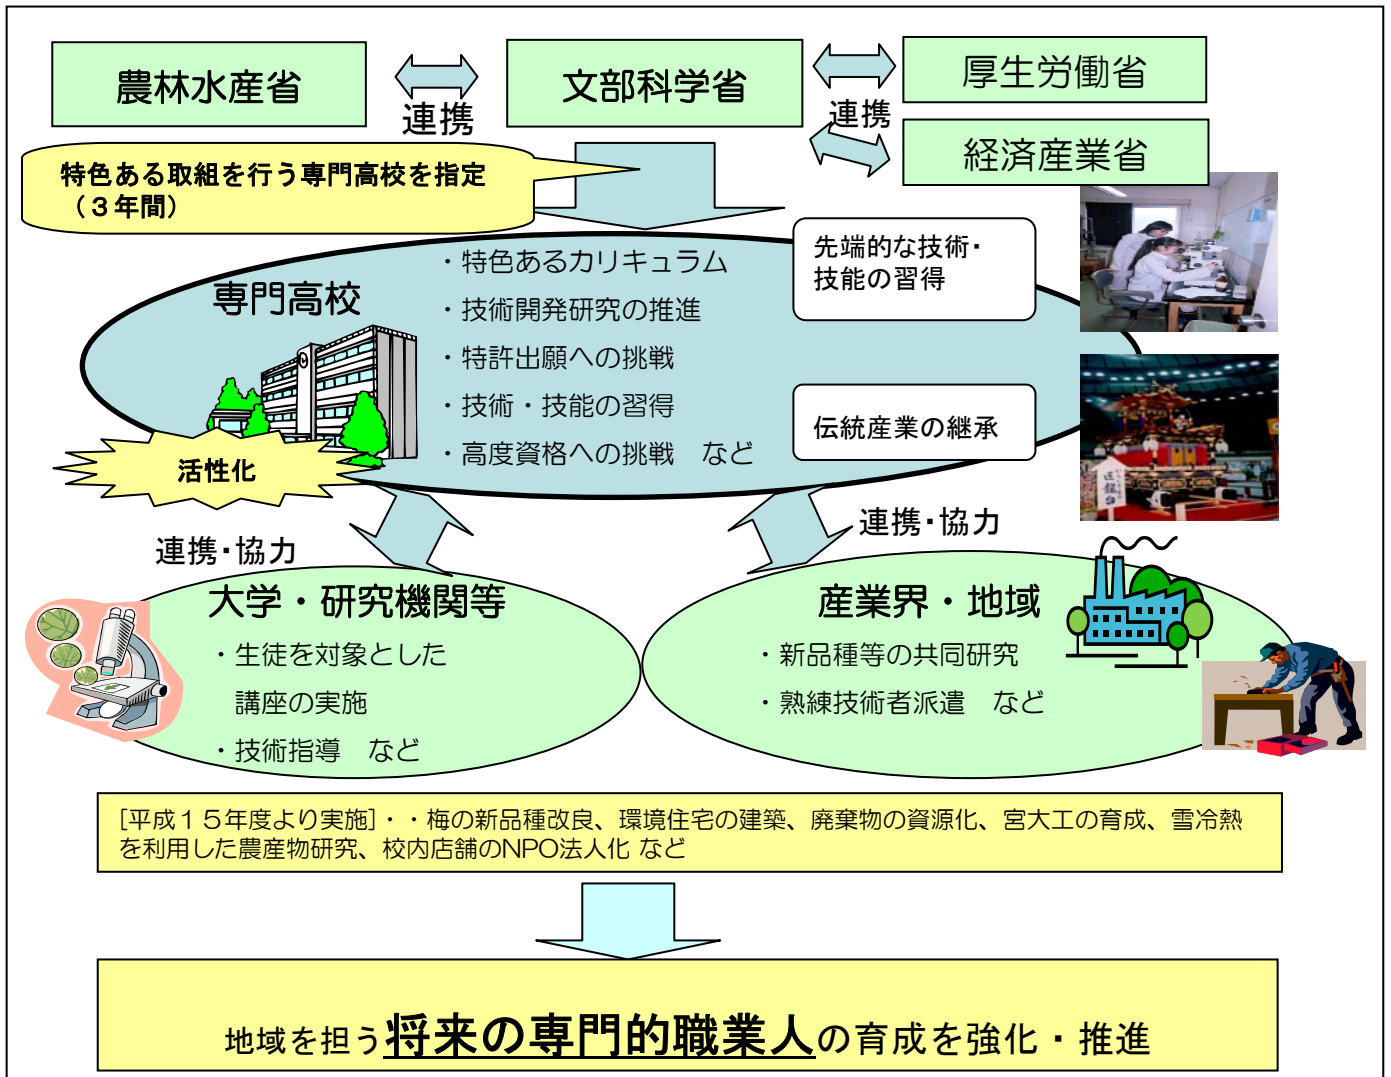 農林水産省
連携
文部科学省
連携
厚生労働省
経済産業省
特色ある取組を行う専門高校を指定
（３年間）
専門高校
・特色あるカリキュラム
・技術開発研究の推進
・特許出願への挑戦
・技術・技能の習得
・高度資格への挑戦　など
先端的な技術・
技能の習得
伝統産業の継承
活性化
連携・協力
連携・協力
大学・研究機関等
・生徒を対象とした
講座の実施
・技術指導　など
産業界・地域
・新品種等の共同研究
・熟練技術者派遣　など
[平成１５年度より実施]・・梅の新品種改良、環境住宅の建築、廃棄物の資源化、宮大工の育成、雪冷熱
を利用した農産物研究、校内店舗のNPO法人化 など
地域を担う将来の専門的職業人の育成を強化・推進